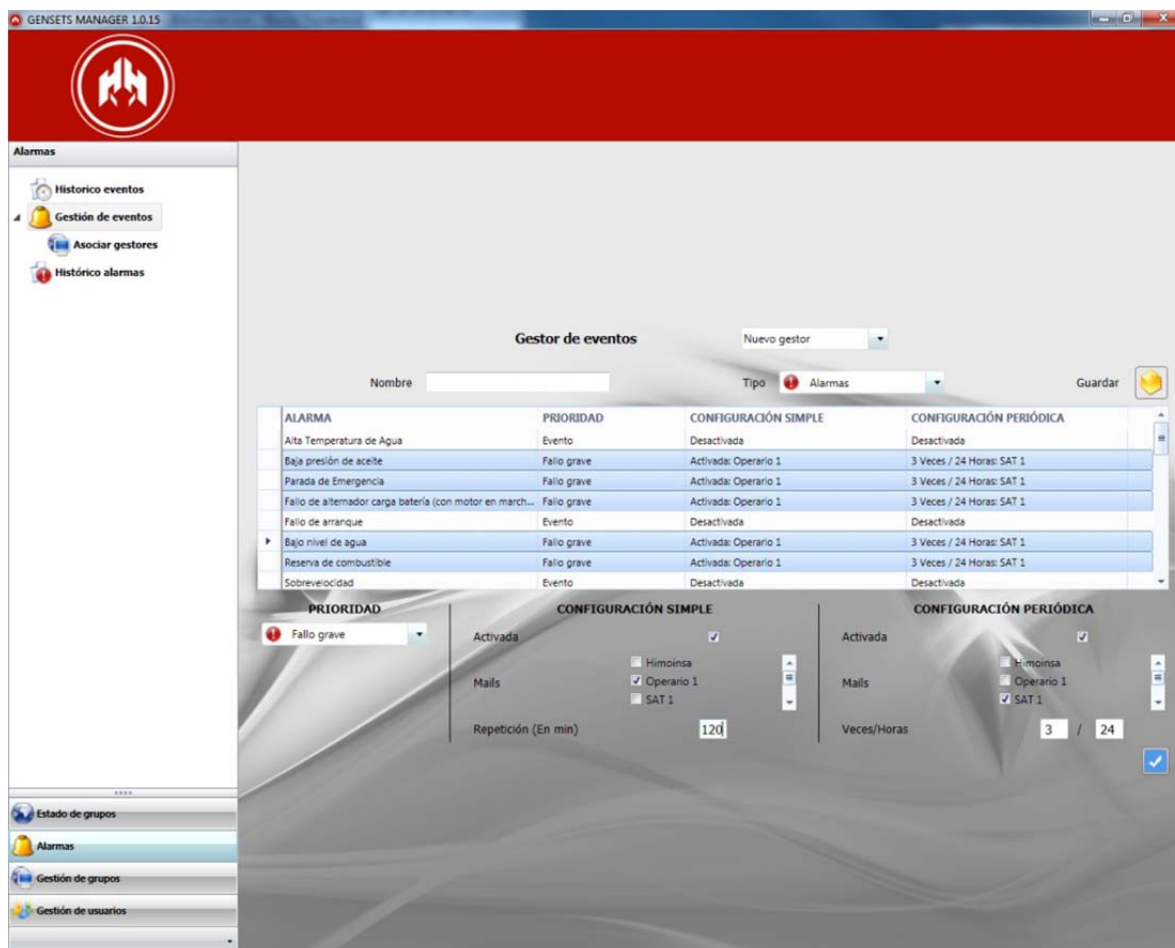 GENSETS MANAGER 1.0.15
Alarmas
Historico eventos
Gestión de eventos
Asociar gestores
Histórico alarmas
Gestor de eventos Nuevo gestor
Nombre Tipo Alarmas Guardar
ALARMA PRIORIDAD CONFIGURACIÓN SIMPLE CONFIGURACIÓN PERIÓDICA
Alta Temperatura de Agua Evento Desactivada Desactivada
Baja presión de aceite Fallo grave Activada: Operario 1 3 Veces / 24 Horas: SAT 1
Parada de Emergencia Fallo grave Activada: Operario 1 3 Veces / 24 Horas: SAT 1
Fallo de alternador carga batería (con motor en march... Fallo grave Activada: Operario 1 3 Veces / 24 Horas: SAT 1
Fallo de arranque Evento Desactivada Desactivada
Bajo nivel de agua Fallo grave Activada: Operario 1 3 Veces / 24 Horas: SAT 1
Reserva de combustible Fallo grave Activada: Operario 1 3 Veces / 24 Horas: SAT 1
Sobrevelocidad Evento Desactivada Desactivada
PRIORIDAD CONFIGURACIÓN SIMPLE CONFIGURACIÓN PERIÓDICA
Fallo grave Activada Activada
Himoinsa Himoinsa
Mails Operario 1 Mails Operario 1
SAT 1 SAT 1
Repetición (En min) 120 Veces/Horas 3 / 24
Estado de grupos
Alarmas
Gestión de grupos
Gestión de usuarios